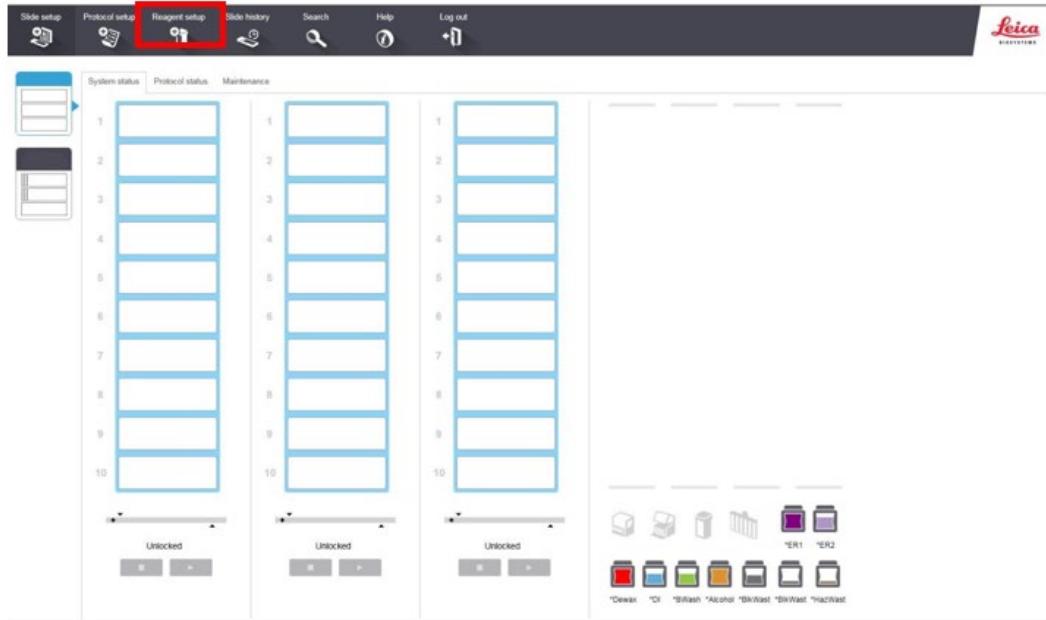 Slide setup Protocol setup Reagent setup Slide history Search Help Log out
Leica
BIOSYSTEMS
System status Protocol status Maintenance
1 1 1
2 2 2
3 3 3
4 4 4
5 5 5
6 6 6
7 7 7
8 8 8
9 9 9
10 10 10
Unlocked Unlocked Unlocked
*ER1 *ER2
*Dewax *DI *BWash *Alcohol *BlkWast *BlkWast *HazWast